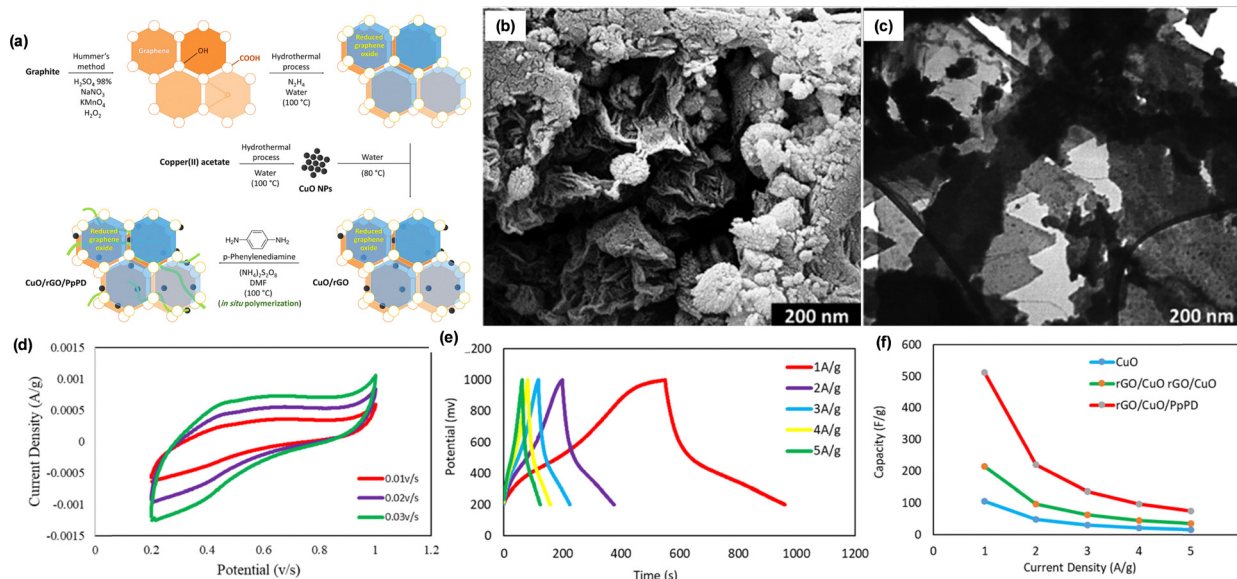 (a)
Graphite
Hummer's
method
H₂SO₄ 98%
NaNO₃
KMnO₄
H₂O₂
Graphene
OH
COOH
O
Hydrothermal
process
N₂H₄
Water
(100 °C)
Reduced
graphene
oxide
Copper(II) acetate
Hydrothermal
process
Water
(100 °C)
CuO NPs
Water
(80 °C)
Reduced
graphene
oxide
CuO/rGO/PpPD
H₂N
NH₂
p-Phenylenediamine
(NH₄)₂S₂O₈
DMF
(100 °C)
(in situ polymerization)
Reduced
graphene
oxide
CuO/rGO
(b)
200 nm
(c)
200 nm
(d)
Current Density (A/g)
0.0015
0.001
0.0005
0
-0.0005
-0.001
-0.0015
0 0.2 0.4 0.6 0.8 1 1.2
Potential (v/s)
0.01v/s
0.02v/s
0.03v/s
(e)
Potential (mv)
1000
800
600
400
200
0 200 400 600 800 1000 1200
Time (s)
1A/g
2A/g
3A/g
4A/g
5A/g
(f)
Capacity (F/g)
600
500
400
300
200
100
0
0 1 2 3 4 5
Current Density (A/g)
CuO
rGO/CuO rGO/CuO
rGO/CuO/PpPD